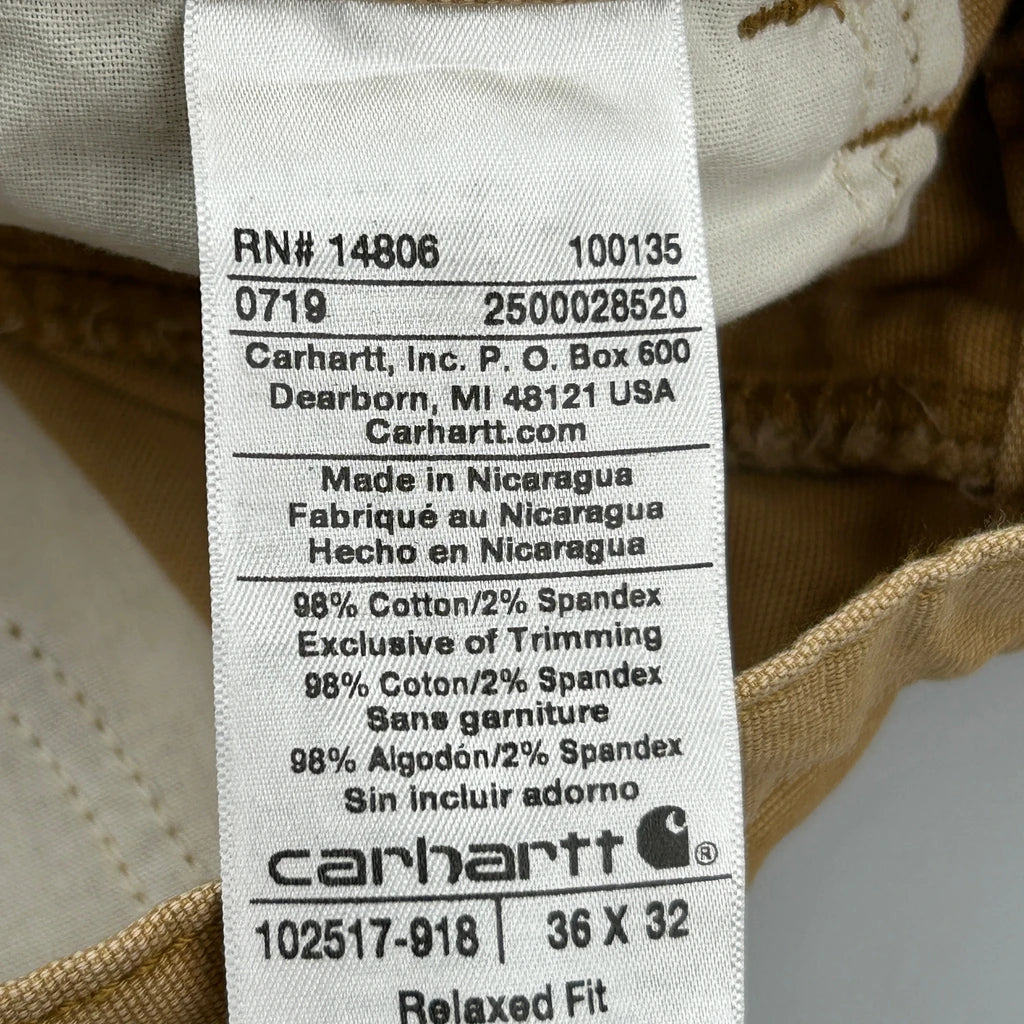 RN# 14806 100135
0719 2500028520
Carhartt, Inc. P. O. Box 600
Dearborn, MI 48121 USA
Carhartt.com
Made in Nicaragua
Fabriqué au Nicaragua
Hecho en Nicaragua
98% Cotton/2% Spandex
Exclusive of Trimming
98% Coton/2% Spandex
Sans garniture
98% Algodón/2% Spandex
Sin incluir adorno
carhartt ®
102517-918 36 X 32
Relaxed Fit